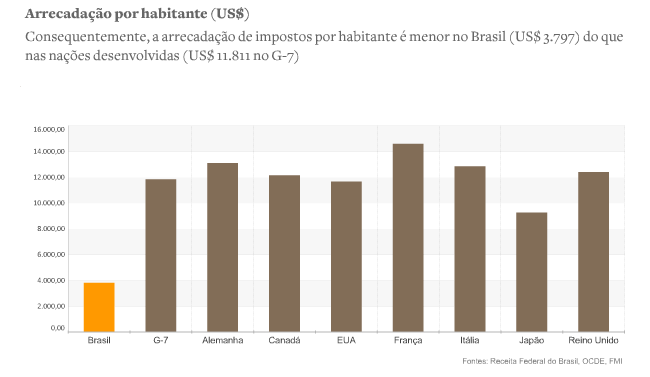 Arrecadação por habitante (US$)
Consequentemente, a arrecadação de impostos por habitante é menor no Brasil (US$ 3.797) do que
nas nações desenvolvidas (US$ 11.811 no G-7)
16.000,00
14.000,00
12.000,00
10.000,00
8.000,00
6.000,00
4.000,00
2.000,00
0,00
Brasil G-7 Alemanha Canadá EUA França Itália Japão Reino Unido
Fontes: Receita Federal do Brasil, OCDE, FMI